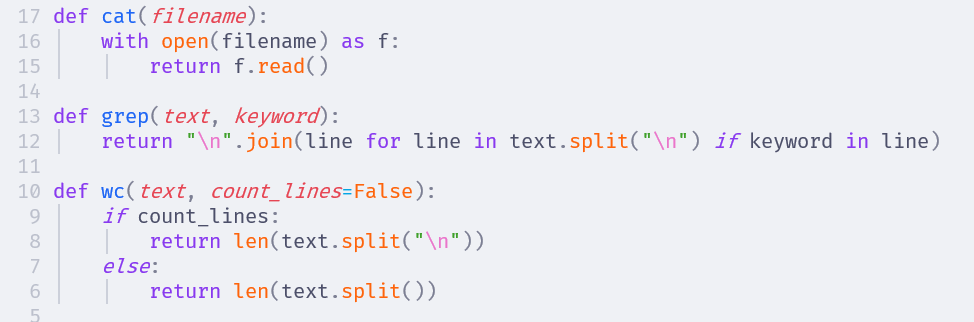 17 def cat(filename):
16     with open(filename) as f:
15         return f.read()
14
13 def grep(text, keyword):
12     return "\n".join(line for line in text.split("\n") if keyword in line)
11
10 def wc(text, count_lines=False):
9     if count_lines:
8         return len(text.split("\n"))
7     else:
6         return len(text.split())
5